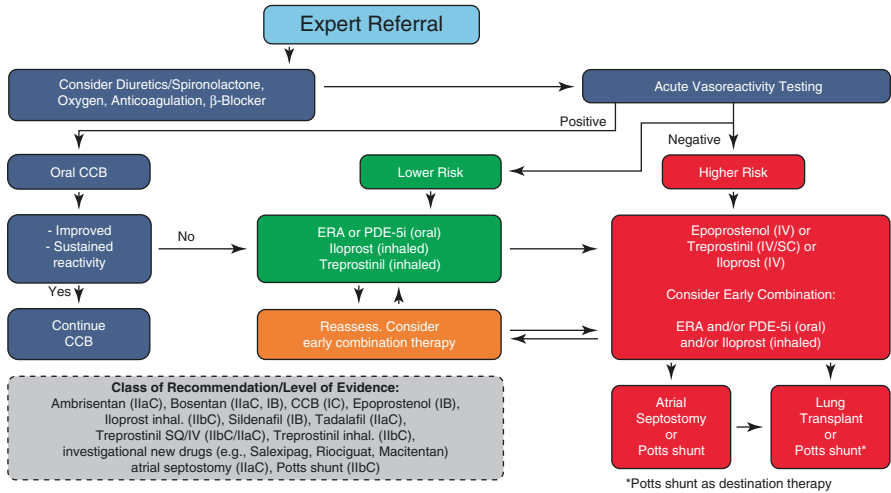 Expert Referral
Consider Diuretics/Spironolactone,
Oxygen, Anticoagulation, β-Blocker
Acute Vasoreactivity Testing
Positive
Negative
Oral CCB
Lower Risk
Higher Risk
- Improved
- Sustained
reactivity
No
ERA or PDE-5i (oral)
Iloprost (inhaled)
Treprostinil (inhaled)
Epoprostenol (IV) or
Treprostinil (IV/SC) or
Iloprost (IV)
Consider Early Combination:
ERA and/or PDE-5i (oral)
and/or Iloprost (inhaled)
Yes
Continue
CCB
Reassess. Consider
early combination therapy
Class of Recommendation/Level of Evidence:
Ambrisentan (IIaC), Bosentan (IIaC, IB), CCB (IC), Epoprostenol (IB),
Iloprost inhal. (IIbC), Sildenafil (IB), Tadalafil (IIaC),
Treprostinil SQ/IV (IIbC/IIaC), Treprostinil inhal. (IIbC),
investigational new drugs (e.g., Salexipag, Riociguat, Macitentan)
atrial septostomy (IIaC), Potts shunt (IIbC)
Atrial
Septostomy
or
Potts shunt
Lung
Transplant
or
Potts shunt*
*Potts shunt as destination therapy